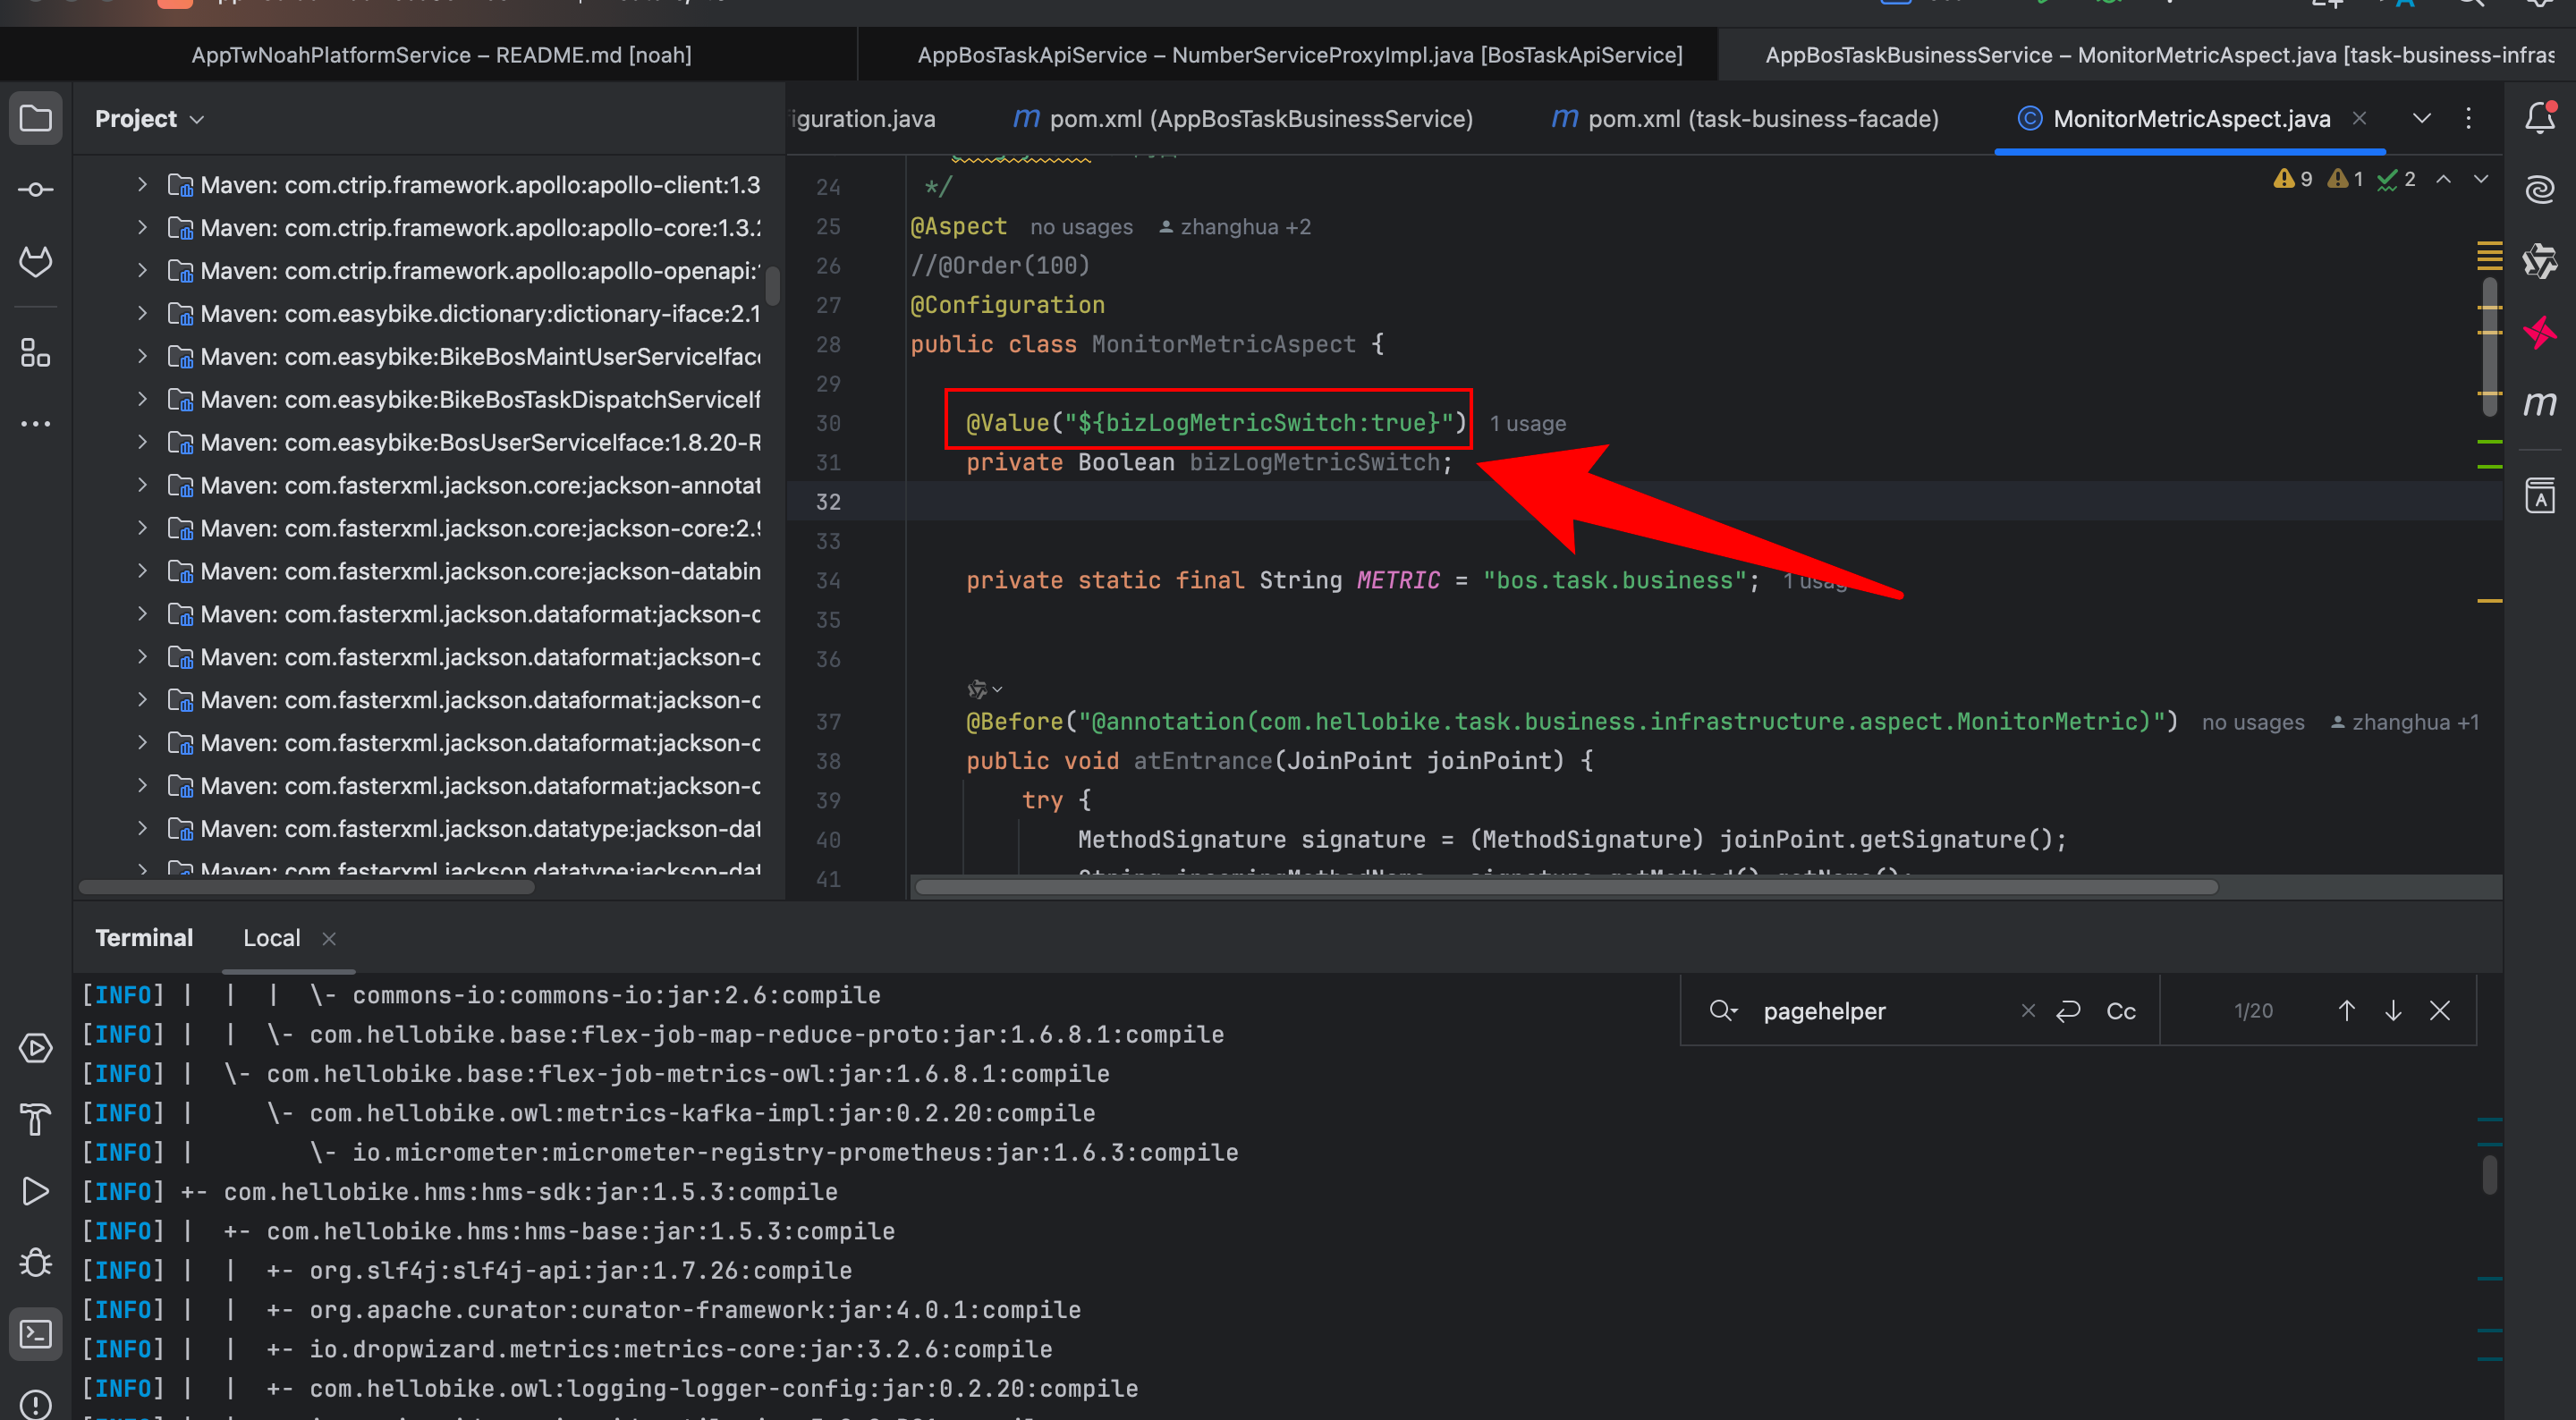 AppTwNoahPlatformService – README.md [noah]
AppBosTaskApiService – NumberServiceProxyImpl.java [BosTaskApiService]
AppBosTaskBusinessService – MonitorMetricAspect.java [task-business-infras
Project
iguration.java
pom.xml (AppBosTaskBusinessService)
pom.xml (task-business-facade)
MonitorMetricAspect.java
Maven: com.ctrip.framework.apollo:apollo-client:1.3
Maven: com.ctrip.framework.apollo:apollo-core:1.3.2
Maven: com.ctrip.framework.apollo:apollo-openapi:
Maven: com.easybike.dictionary:dictionary-iface:2.1
Maven: com.easybike:BikeBosMaintUserServiceIface
Maven: com.easybike:BikeBosTaskDispatchServiceIf
Maven: com.easybike:BosUserServiceIface:1.8.20-R
Maven: com.fasterxml.jackson.core:jackson-annotat
Maven: com.fasterxml.jackson.core:jackson-core:2.9
Maven: com.fasterxml.jackson.core:jackson-databin
Maven: com.fasterxml.jackson.dataformat:jackson-c
Maven: com.fasterxml.jackson.dataformat:jackson-c
Maven: com.fasterxml.jackson.dataformat:jackson-c
Maven: com.fasterxml.jackson.dataformat:jackson-c
Maven: com.fasterxml.jackson.dataformat:jackson-c
Maven: com.fasterxml.jackson.datatype:jackson-dat
Maven: com.fasterxml.jackson.datatype:jackson-dat
9 1 2
24 */
25 @Aspect no usages zhanghua +2
26 //@Order(100)
27 @Configuration
28 public class MonitorMetricAspect {
29
30 @Value("${bizLogMetricSwitch:true}") 1 usage
31 private Boolean bizLogMetricSwitch;
32
33
34 private static final String METRIC = "bos.task.business"; 1 usag
35
36
37 @Before("@annotation(com.hellobike.task.business.infrastructure.aspect.MonitorMetric)") no usages zhanghua +1
38 public void atEntrance(JoinPoint joinPoint) {
39 try {
40 MethodSignature signature = (MethodSignature) joinPoint.getSignature();
41
Terminal
Local
[INFO] | | | \- commons-io:commons-io:jar:2.6:compile
[INFO] | | \- com.hellobike.base:flex-job-map-reduce-proto:jar:1.6.8.1:compile
[INFO] | \- com.hellobike.base:flex-job-metrics-owl:jar:1.6.8.1:compile
[INFO] | \- com.hellobike.owl:metrics-kafka-impl:jar:0.2.20:compile
[INFO] | \- io.micrometer:micrometer-registry-prometheus:jar:1.6.3:compile
[INFO] +- com.hellobike.hms:hms-sdk:jar:1.5.3:compile
[INFO] | +- com.hellobike.hms:hms-base:jar:1.5.3:compile
[INFO] | | +- org.slf4j:slf4j-api:jar:1.7.26:compile
[INFO] | | +- org.apache.curator:curator-framework:jar:4.0.1:compile
[INFO] | | +- io.dropwizard.metrics:metrics-core:jar:3.2.6:compile
[INFO] | | +- com.hellobike.owl:logging-logger-config:jar:0.2.20:compile
pagehelper
Cc
1/20